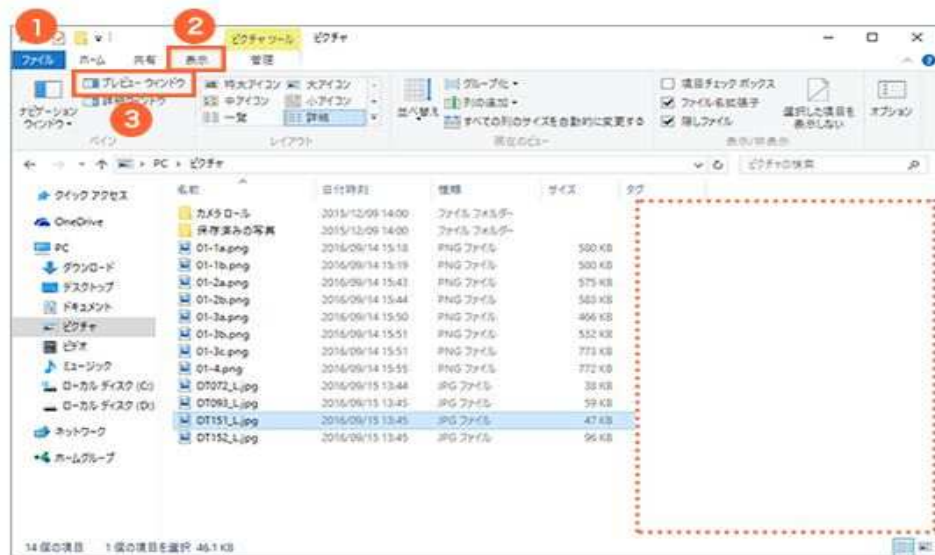 1
2
ピクチャ ツール ピクチャ
ファイル ホーム 共有 表示 管理
ナビゲーション ウィンドウ
プレビュー ウィンドウ
3
特大アイコン 大アイコン
中アイコン 小アイコン
一覧 詳細
並べ替え
グループ化
列の追加
すべての列のサイズを自動的に変更する
項目チェック ボックス
ファイル名拡張子
隠しファイル
選択した項目を表示しない
オプション
ペイン レイアウト 現在のビュー 表示/非表示
PC ピクチャ ピクチャの検索
名前 日付時刻 種類 サイズ タグ
クイック アクセス
OneDrive
PC
ダウンロード
デスクトップ
ドキュメント
ピクチャ
ビデオ
ミュージック
ローカル ディスク (C:)
ローカル ディスク (D:)
ネットワーク
ホームグループ
カメラ ロール 2015/12/09 14:00 ファイル フォルダー
保存済みの写真 2015/12/09 14:00 ファイル フォルダー
01-1a.png 2016/09/14 15:18 PNG ファイル 580 KB
01-1b.png 2016/09/14 15:19 PNG ファイル 500 KB
01-2a.png 2016/09/14 15:43 PNG ファイル 575 KB
01-2b.png 2016/09/14 15:44 PNG ファイル 583 KB
01-3a.png 2016/09/14 15:50 PNG ファイル 466 KB
01-3b.png 2016/09/14 15:51 PNG ファイル 532 KB
01-3c.png 2016/09/14 15:51 PNG ファイル 773 KB
01-4.png 2016/09/14 15:55 PNG ファイル 772 KB
DT072_L.jpg 2016/09/15 13:44 JPG ファイル 38 KB
DT093_L.jpg 2016/09/15 13:45 JPG ファイル 59 KB
DT151_L.jpg 2016/09/15 13:45 JPG ファイル 47 KB
DT152_L.jpg 2016/09/15 13:45 JPG ファイル 96 KB
14 個の項目 1 個の項目を選択 46.1 KB